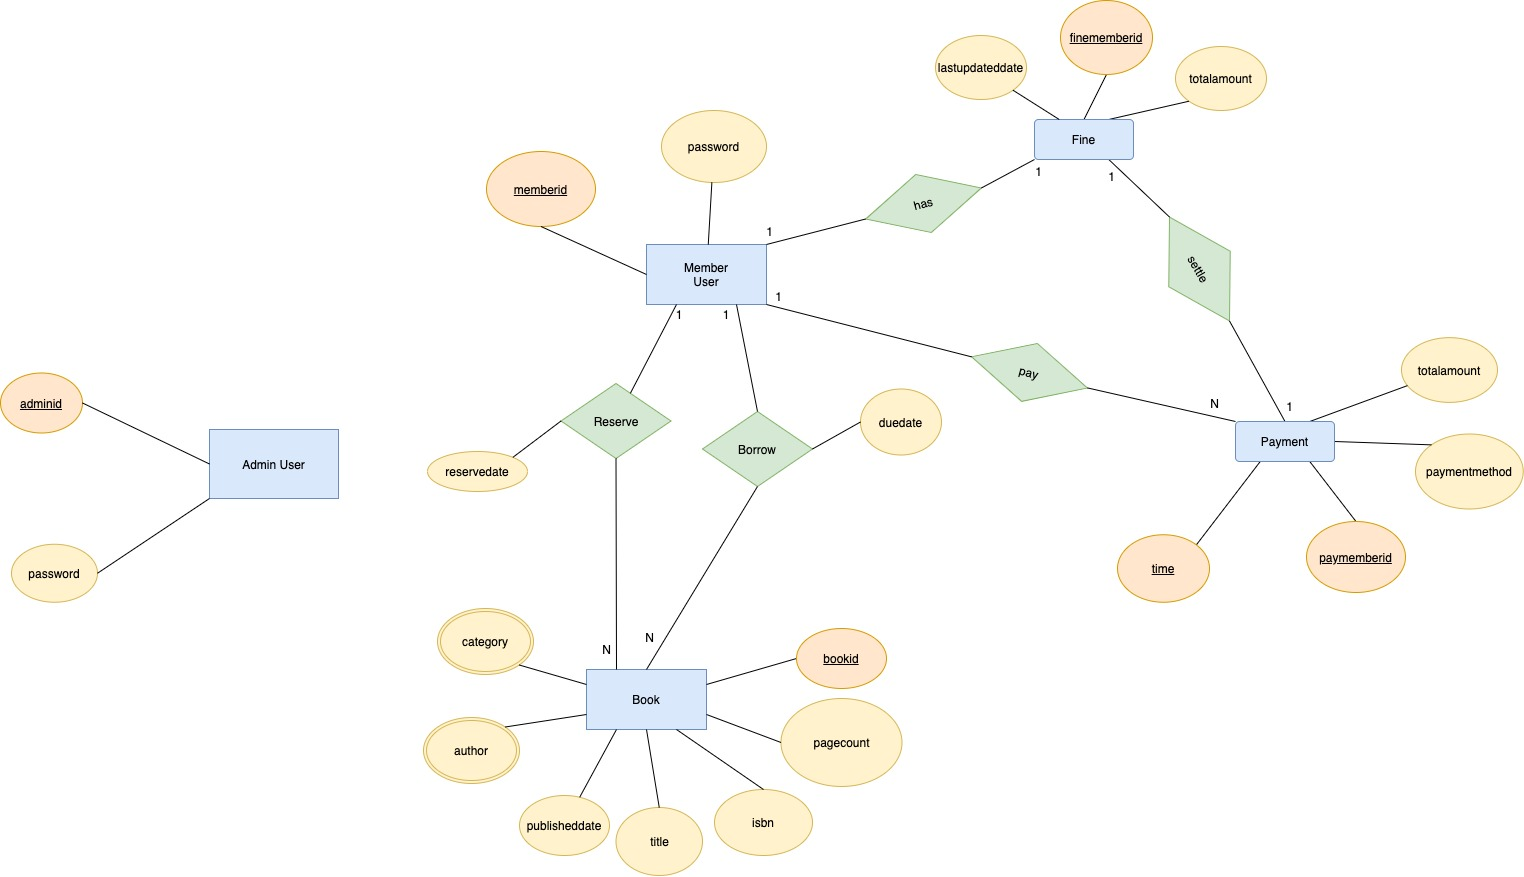 finememberid
lastupdateddate
totalamount
Fine
1
1
password
memberid
has
1
settle
Member
User
1
1
1
pay
totalamount
N
1
adminid
Reserve
duedate
Borrow
Payment
Admin User
reservedate
paymentmethod
password
time
paymemberid
category
N
N
bookid
Book
author
pagecount
publisheddate
title
isbn